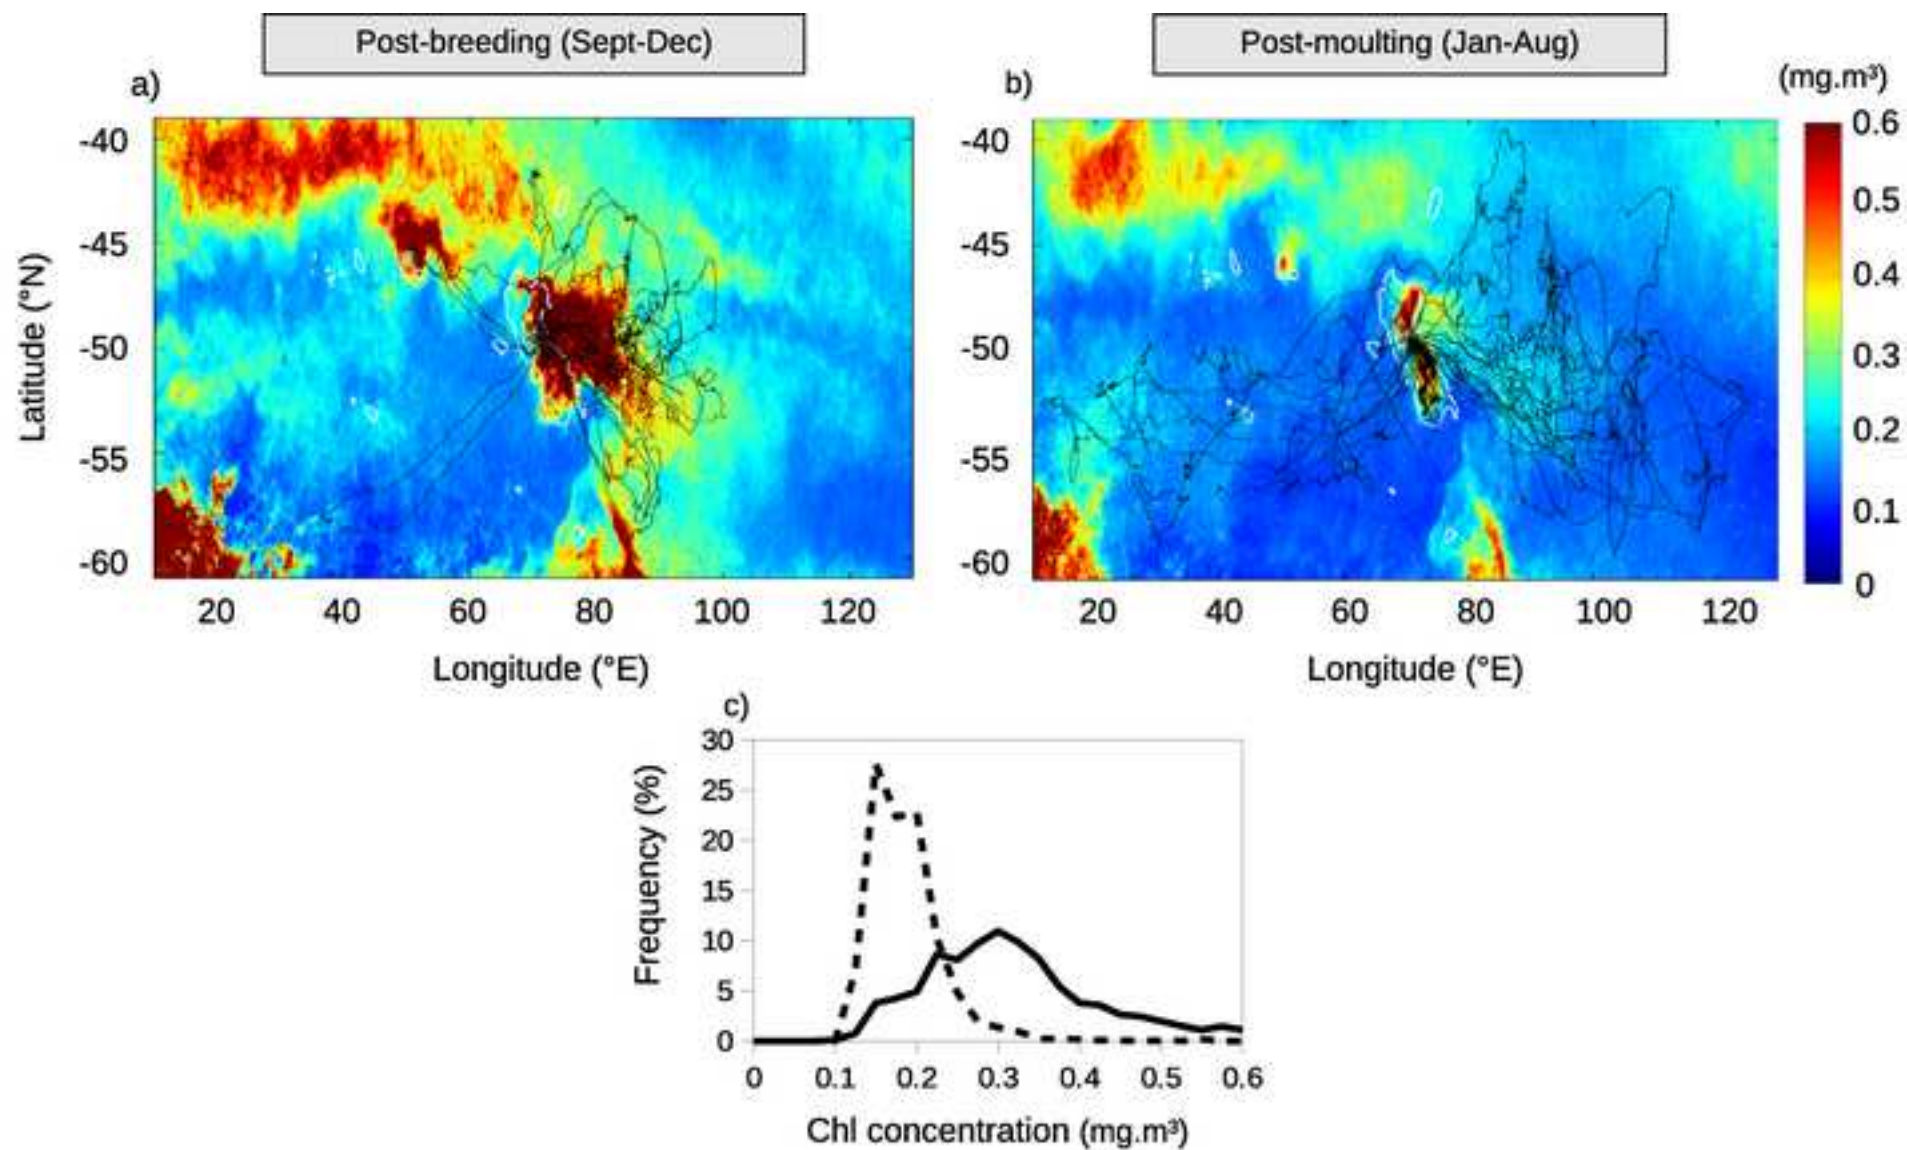 Post-breeding (Sept-Dec)
Post-moulting (Jan-Aug)
a)
b)
(mg.m³)
-40
-45
-50
-55
-60
Latitude (°N)
20 40 60 80 100 120
Longitude (°E)
-40
-45
-50
-55
-60
20 40 60 80 100 120
Longitude (°E)
0.6
0.5
0.4
0.3
0.2
0.1
0
c)
30
25
20
15
10
5
0
Frequency (%)
0 0.1 0.2 0.3 0.4 0.5 0.6
Chl concentration (mg.m³)